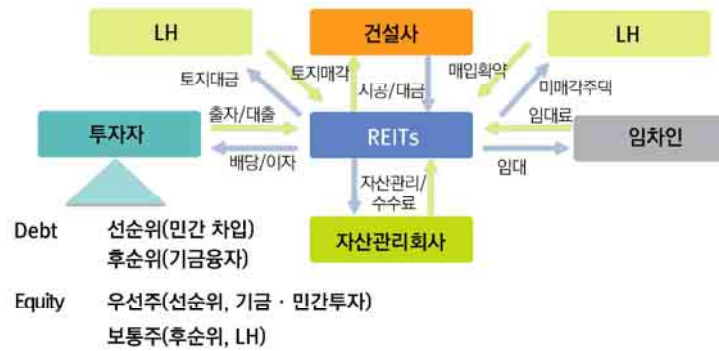 LH
건설사
LH
토지대금
토지매각
시공/대금
매입확약
미매각주택
투자자
출자/대출
배당/이자
REITs
임대료
임대
임차인
자산관리/
수수료
자산관리회사
Debt 선순위(민간 차입)
후순위(기금융자)
Equity 우선주(선순위, 기금 · 민간투자)
보통주(후순위, LH)